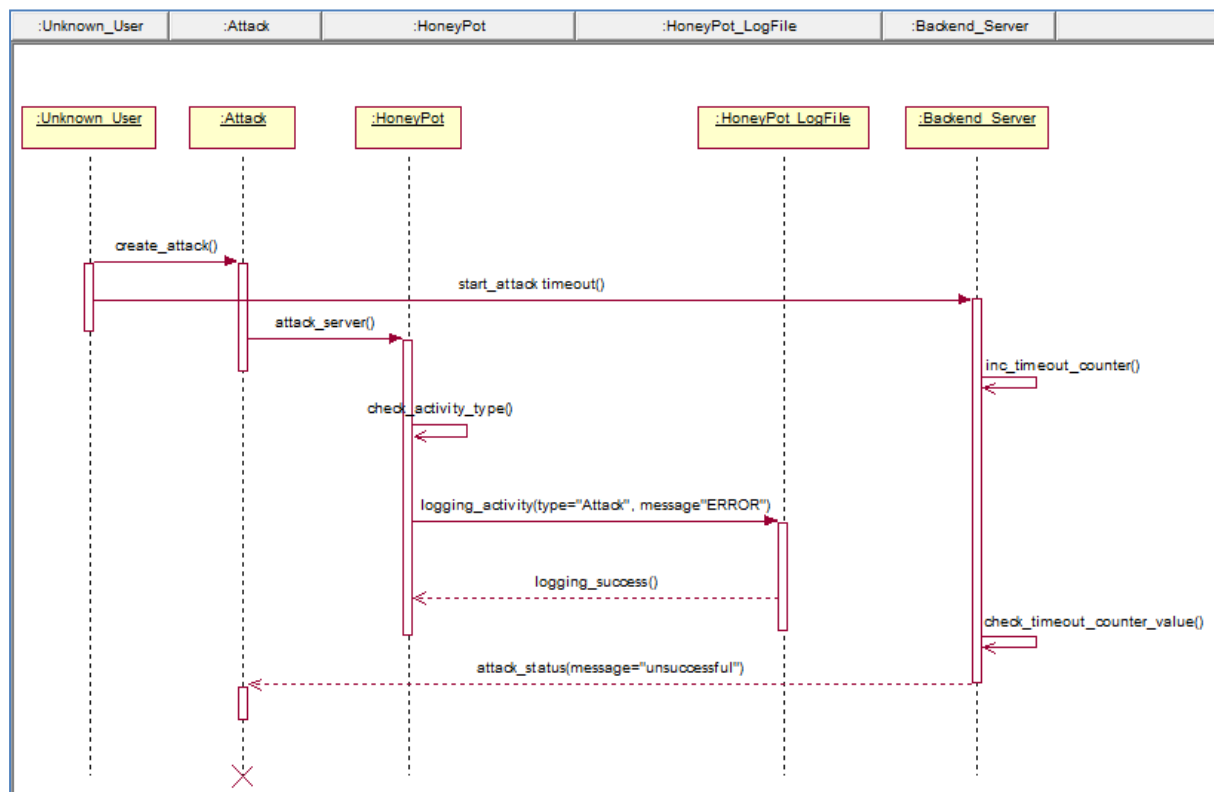 :Unknown_User :Attack :HoneyPot :HoneyPot_LogFile :Backend_Server
:Unknown_User :Attack :HoneyPot :HoneyPot_LogFile :Backend_Server
create_attack()
start_attack timeout()
attack_server()
inc_timeout_counter()
check_activity_type()
logging_activity(type="Attack", message"ERROR")
logging_success()
check_timeout_counter_value()
attack_status(message="unsuccessful")